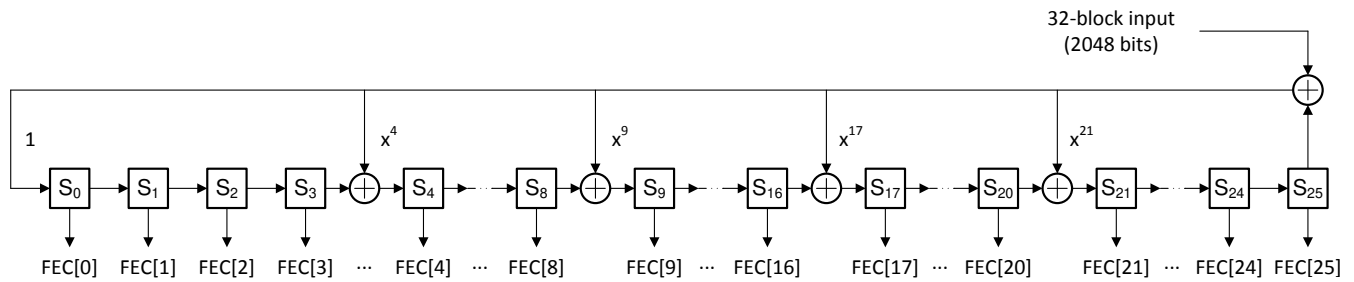 32-block input
(2048 bits)
1
x⁴
x⁹
x¹⁷
x²¹
S₀
S₁
S₂
S₃
S₄
S₈
S₉
S₁₆
S₁₇
S₂₀
S₂₁
S₂₄
S₂₅
FEC[0] FEC[1] FEC[2] FEC[3] ... FEC[4] ... FEC[8] FEC[9] ... FEC[16] FEC[17] ... FEC[20] FEC[21] ... FEC[24] FEC[25]